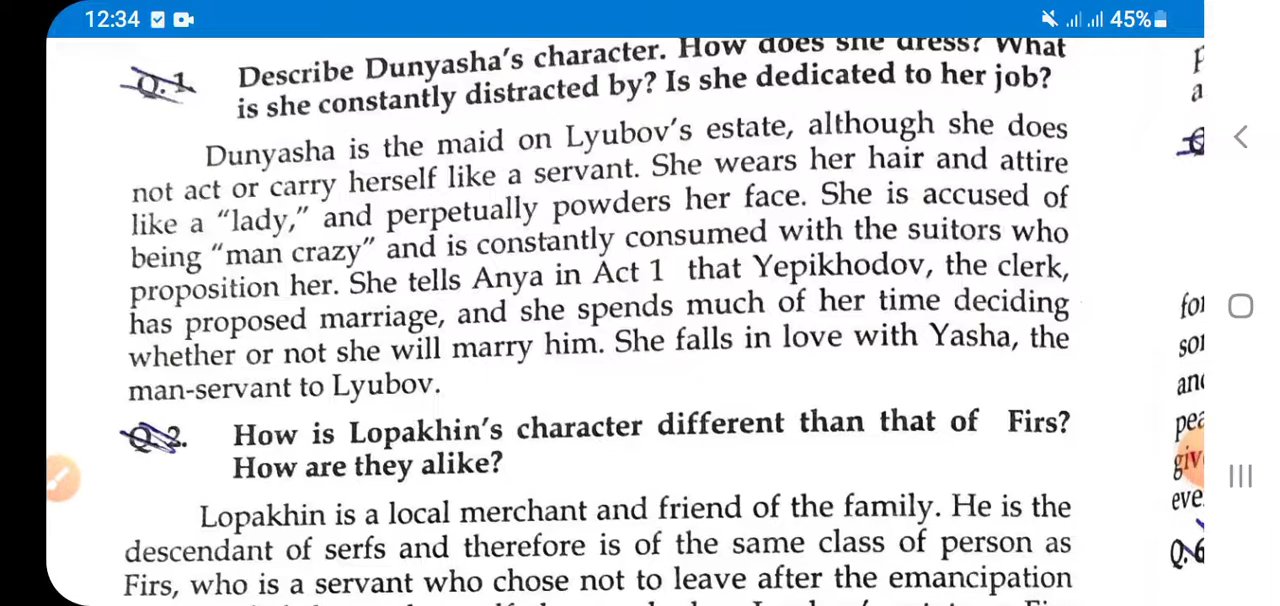 12:34
45%
Q.1 Describe Dunyasha's character. How does she dress? What
is she constantly distracted by? Is she dedicated to her job?
Dunyasha is the maid on Lyubov's estate, although she does
not act or carry herself like a servant. She wears her hair and attire
like a "lady," and perpetually powders her face. She is accused of
being "man crazy" and is constantly consumed with the suitors who
proposition her. She tells Anya in Act 1 that Yepikhodov, the clerk,
has proposed marriage, and she spends much of her time deciding
whether or not she will marry him. She falls in love with Yasha, the
man-servant to Lyubov.
Q.2. How is Lopakhin's character different than that of Firs?
How are they alike?
Lopakhin is a local merchant and friend of the family. He is the
descendant of serfs and therefore is of the same class of person as
Firs, who is a servant who chose not to leave after the emancipation
a
for
sor
and
pea
giv
eve
Q.6